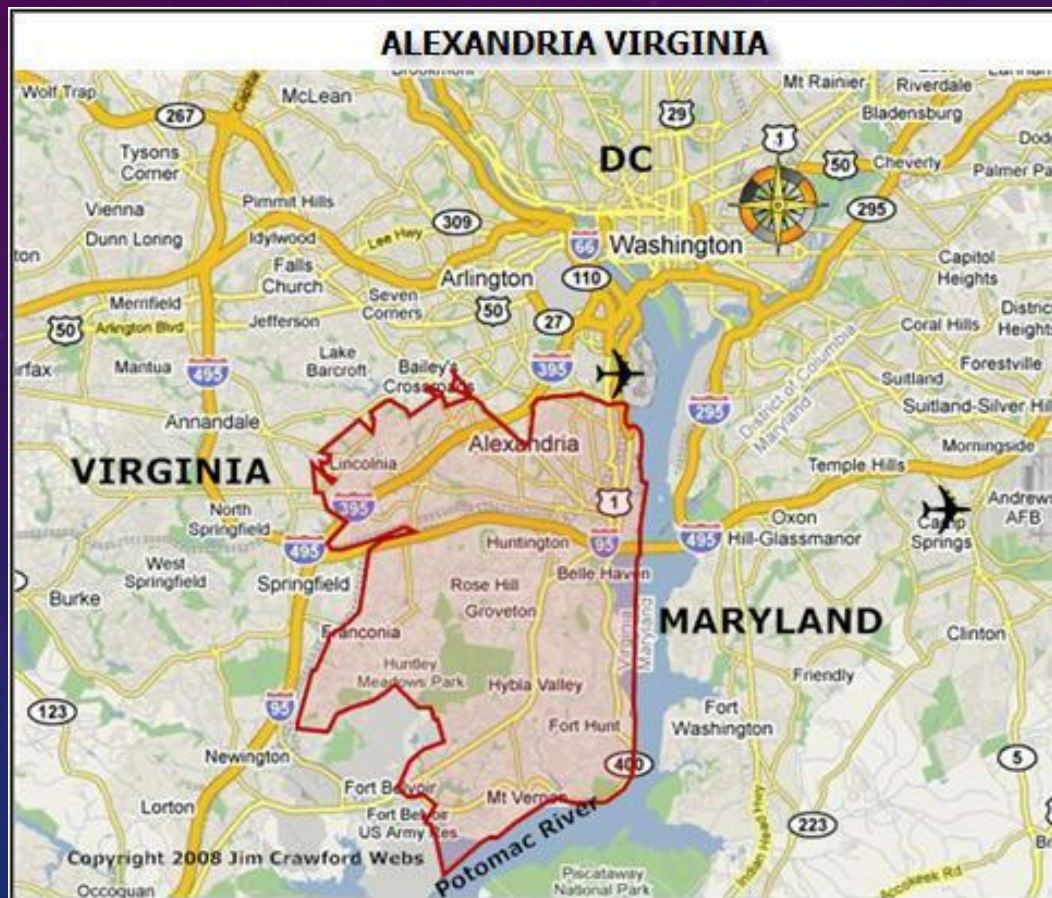 ALEXANDRIA VIRGINIA
Wolf Trap
McLean
267
29
Mt Rainier
Riverdale
Bladensburg
1
50
Cheverly
DC
Tysons
Corner
Vienna
Pimmit Hills
309
Lee Hwy
66
Washington
295
Dunn Loring
Idylwood
Falls
Church
Arlington
110
Capitol
Heights
Merrifield
50
Arlington Blvd
Jefferson
Seven
Corners
50
27
Coral Hills
Mantua
495
Lake
Barcroft
Bailey's
Crossroads
395
District of Columbia
Maryland
Forestville
Suitland
295
Annandale
Alexandria
Morningside
VIRGINIA
Lincolnia
Temple Hills
395
1
North
Springfield
495
Huntington
95
495
Oxon
Hill-Glassmanor
Andrews
AFB
Camp
Springs
West
Springfield
Springfield
Rose Hill
Belle Haven
Burke
Groveton
Virginia
Maryland
MARYLAND
Franconia
Clinton
Huntley
Meadows Park
Hybla Valley
Friendly
123
95
Fort Hunt
Fort
Washington
Newington
400
5
Fort Belvoir
Mt Vernon
Lorton
Fort Belvoir
US Army Res
Potomac River
223
Indian Head Hwy
Copyright 2008 Jim Crawford Webs
Piscataway
National Park
Accokeek Rd
Occoquan